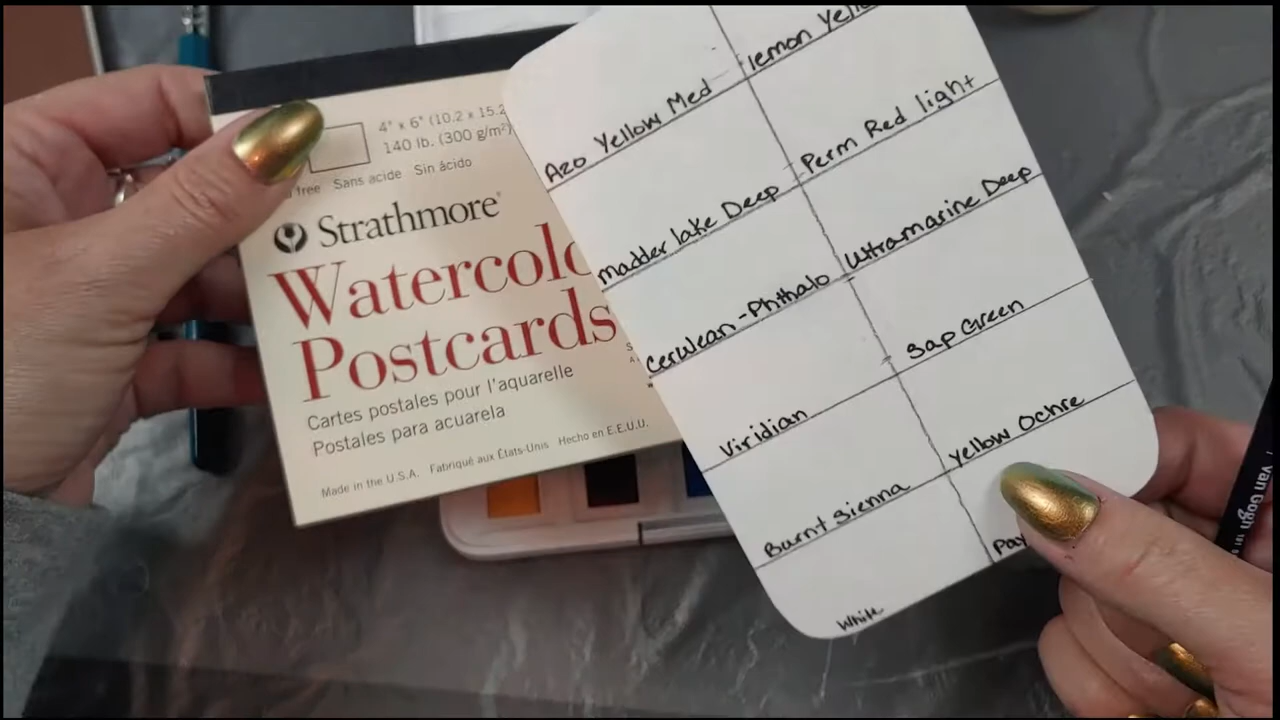 4" x 6" (10.2 x 15.2
140 lb. (300 g/m²)
free Sans acide Sin ácido
Strathmore®
Watercolo
Postcards
Cartes postales pour l'aquarelle
Postales para acuarela
Made in the U.S.A. Fabriqué aux États-Unis Hecho en E.E.U.U.
lemon Yello
Azo Yellow Med
Perm Red light
Madder lake Deep
Ultramarine Deep
Cerulean-Phthalo
Sap Green
Viridian
Yellow Ochre
Burnt Sienna
Pay
White
Van Gogh